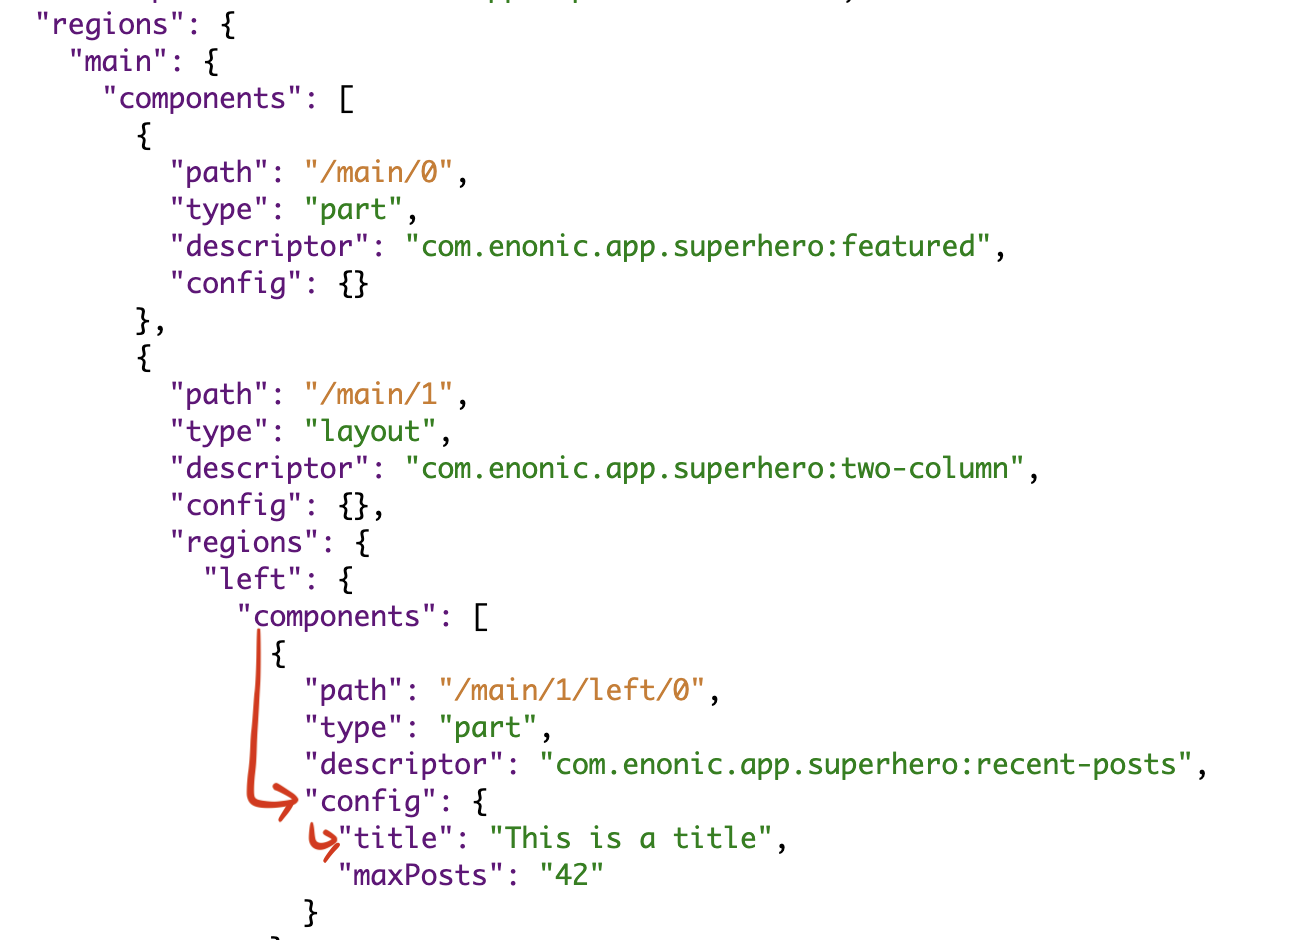 "regions": {
"main": {
"components": [
{
"path": "/main/0",
"type": "part",
"descriptor": "com.enonic.app.superhero:featured",
"config": {}
},
{
"path": "/main/1",
"type": "layout",
"descriptor": "com.enonic.app.superhero:two-column",
"config": {},
"regions": {
"left": {
"components": [
{
"path": "/main/1/left/0",
"type": "part",
"descriptor": "com.enonic.app.superhero:recent-posts",
"config": {
"title": "This is a title",
"maxPosts": "42"
}